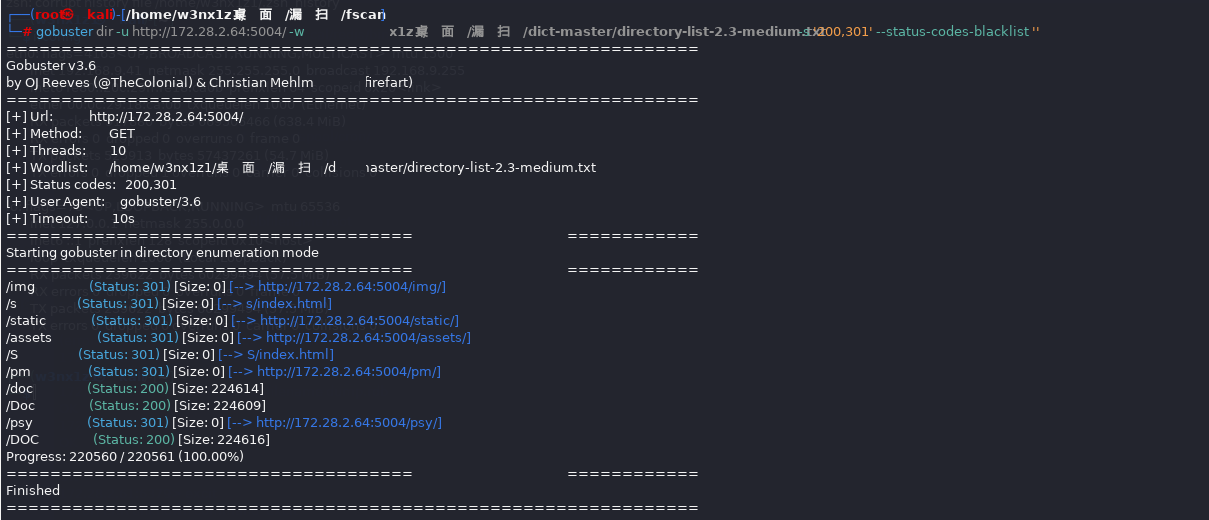 ┌──(root㉿kali)-[/home/w3nx1z1/桌面/漏扫/fscan]
└─# gobuster dir -u http://172.28.2.64:5004/ -w x1z桌面/漏扫/dict-master/directory-list-2.3-medium.txt 200,301' --status-codes-blacklist ''
===============================================================
Gobuster v3.6
by OJ Reeves (@TheColonial) & Christian Mehlm firefart)
===============================================================
[+] Url: http://172.28.2.64:5004/
[+] Method: GET
[+] Threads: 10
[+] Wordlist: /home/w3nx1z1/桌面/漏扫/d master/directory-list-2.3-medium.txt
[+] Status codes: 200,301
[+] User Agent: gobuster/3.6
[+] Timeout: 10s
===================================== ============
Starting gobuster in directory enumeration mode
===================================== ============
/img (Status: 301) [Size: 0] [--> http://172.28.2.64:5004/img/]
/s (Status: 301) [Size: 0] [--> s/index.html]
/static (Status: 301) [Size: 0] [--> http://172.28.2.64:5004/static/]
/assets (Status: 301) [Size: 0] [--> http://172.28.2.64:5004/assets/]
/S (Status: 301) [Size: 0] [--> S/index.html]
/pm (Status: 301) [Size: 0] [--> http://172.28.2.64:5004/pm/]
/doc (Status: 200) [Size: 224614]
/Doc (Status: 200) [Size: 224609]
/psy (Status: 301) [Size: 0] [--> http://172.28.2.64:5004/psy/]
/DOC (Status: 200) [Size: 224616]
Progress: 220560 / 220561 (100.00%)
===================================== ============
Finished
===============================================================